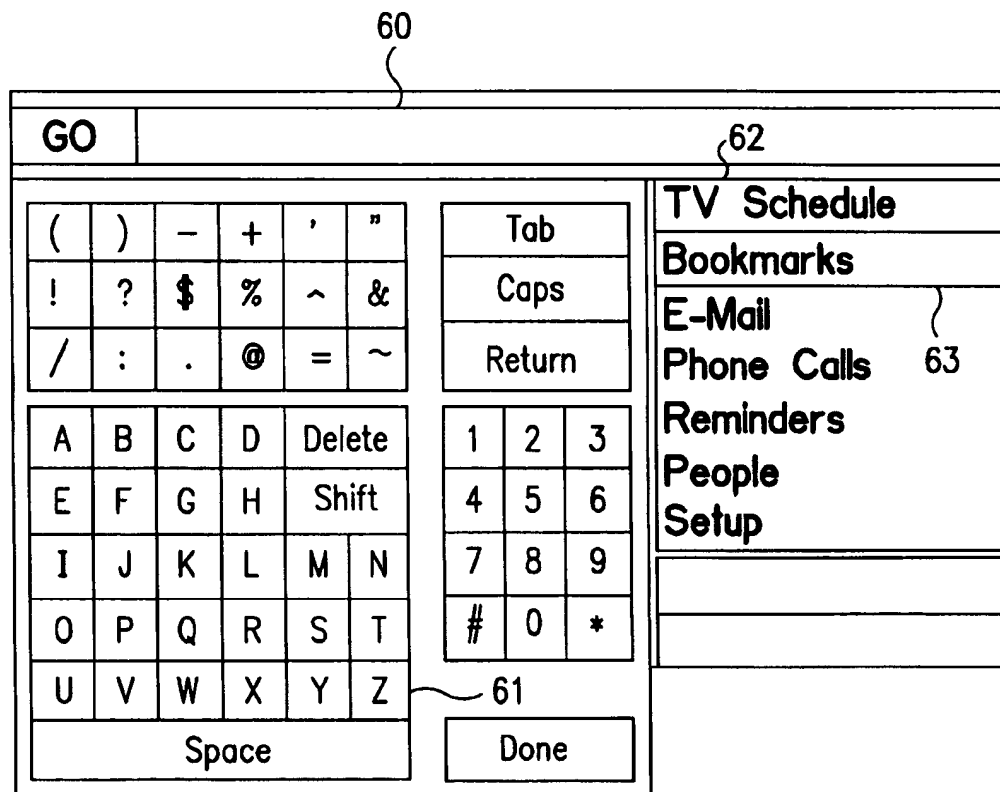 60
GO
62
( ) – + ' "
! ? $ % ^ &
/ : . @ = ~
Tab
Caps
Return
TV Schedule
Bookmarks
E-Mail
Phone Calls
Reminders
People
Setup
63
A B C D Delete
E F G H Shift
I J K L M N
O P Q R S T
U V W X Y Z
Space
61
1 2 3
4 5 6
7 8 9
# 0 *
Done